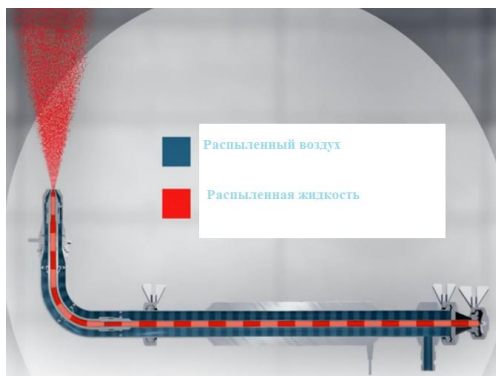 Распыленный воздух
Распыленная жидкость